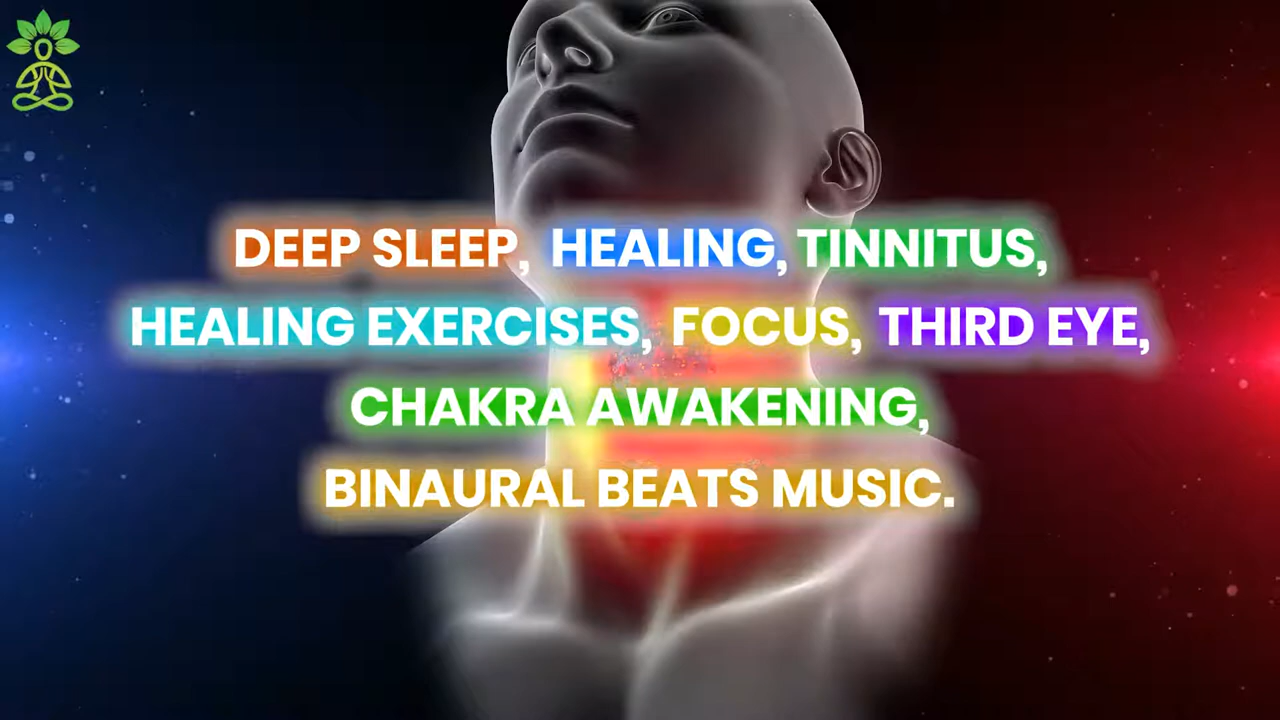 DEEP SLEEP, HEALING, TINNITUS,
HEALING EXERCISES, FOCUS, THIRD EYE,
CHAKRA AWAKENING,
BINAURAL BEATS MUSIC.